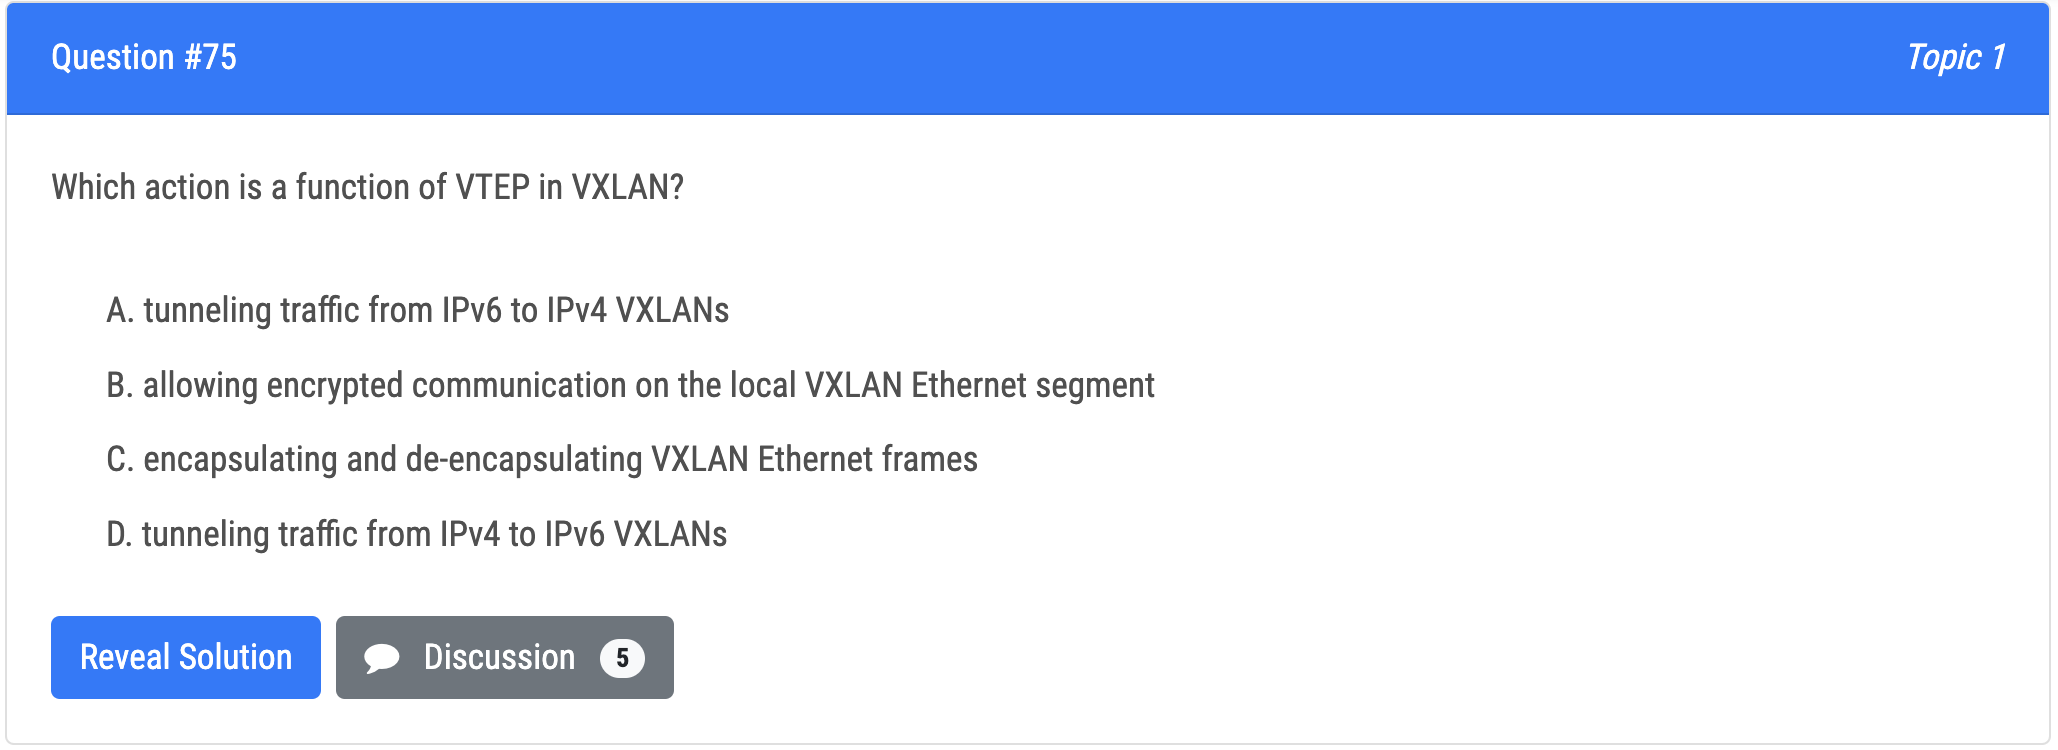 Question #75
Topic 1
Which action is a function of VTEP in VXLAN?
A. tunneling traffic from IPv6 to IPv4 VXLANs
B. allowing encrypted communication on the local VXLAN Ethernet segment
C. encapsulating and de-encapsulating VXLAN Ethernet frames
D. tunneling traffic from IPv4 to IPv6 VXLANs
Reveal Solution
Discussion 5